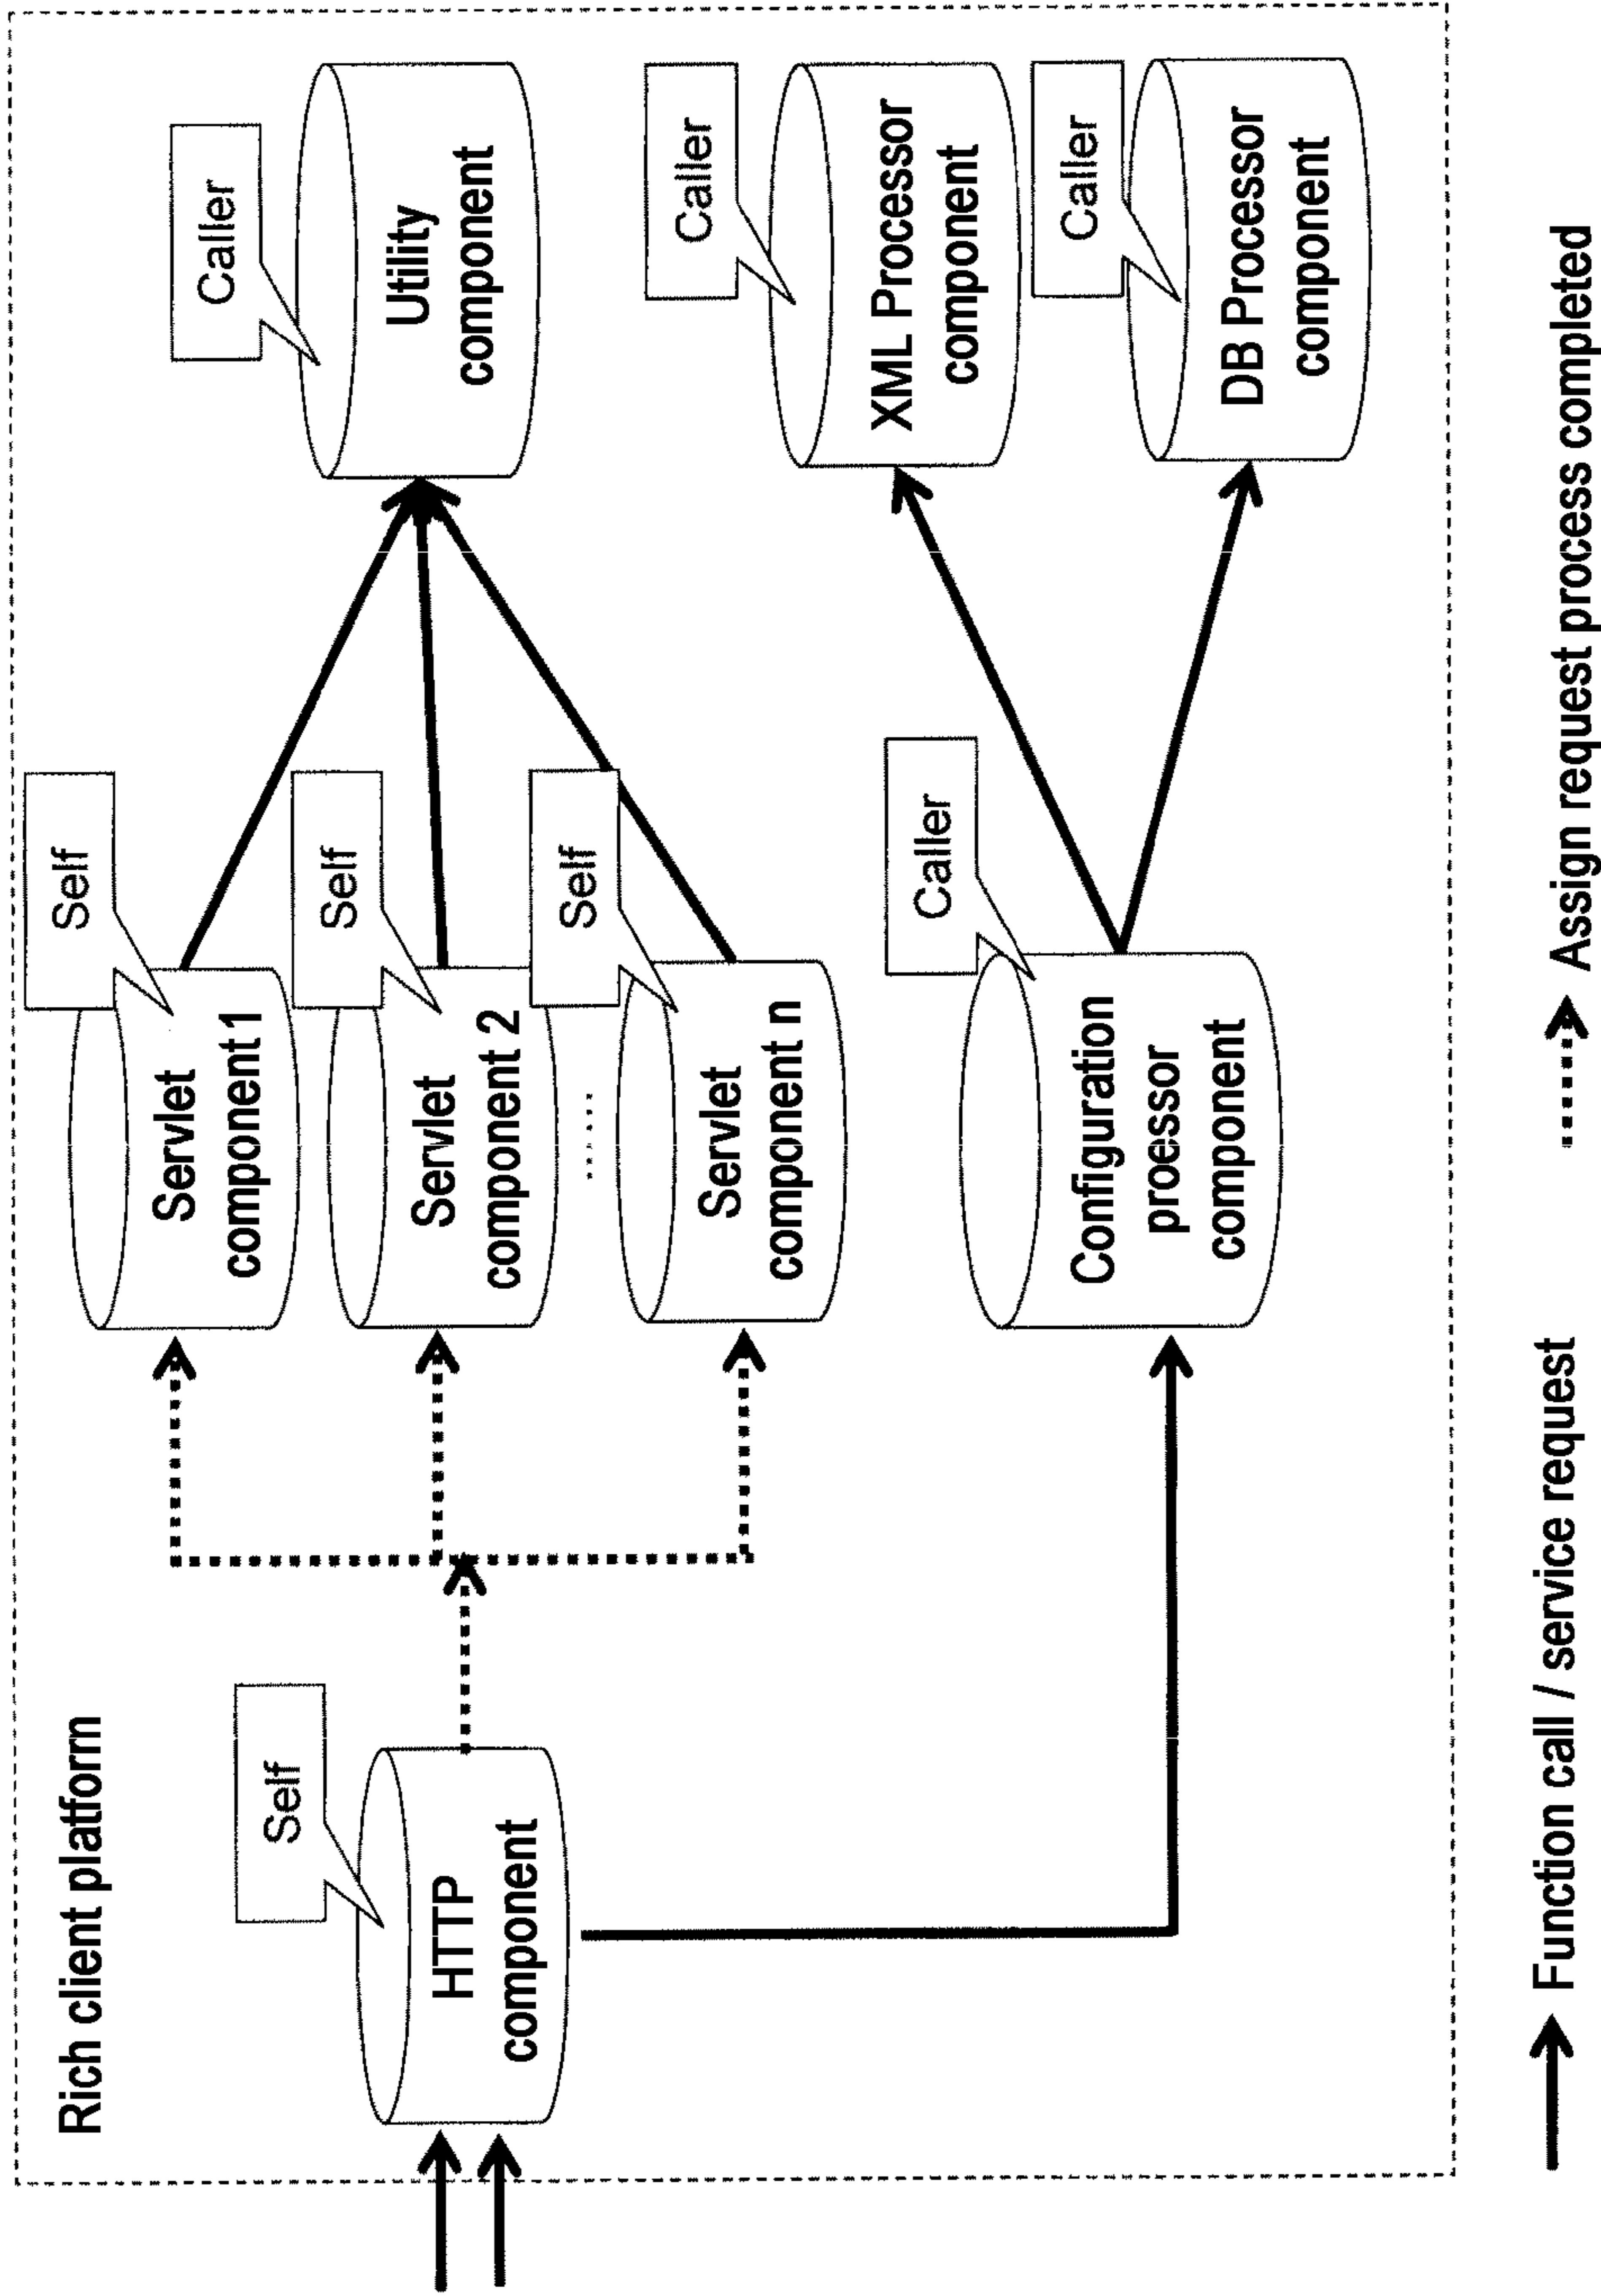 Rich client platform
Self
HTTP
component
Self
Servlet
component 1
Self
Servlet
component 2
......
Self
Servlet
component n
Caller
Configuration
proessor
component
Caller
Utility
component
Caller
XML Processor
component
Caller
DB Processor
component
Function call / service request
Assign request process completed